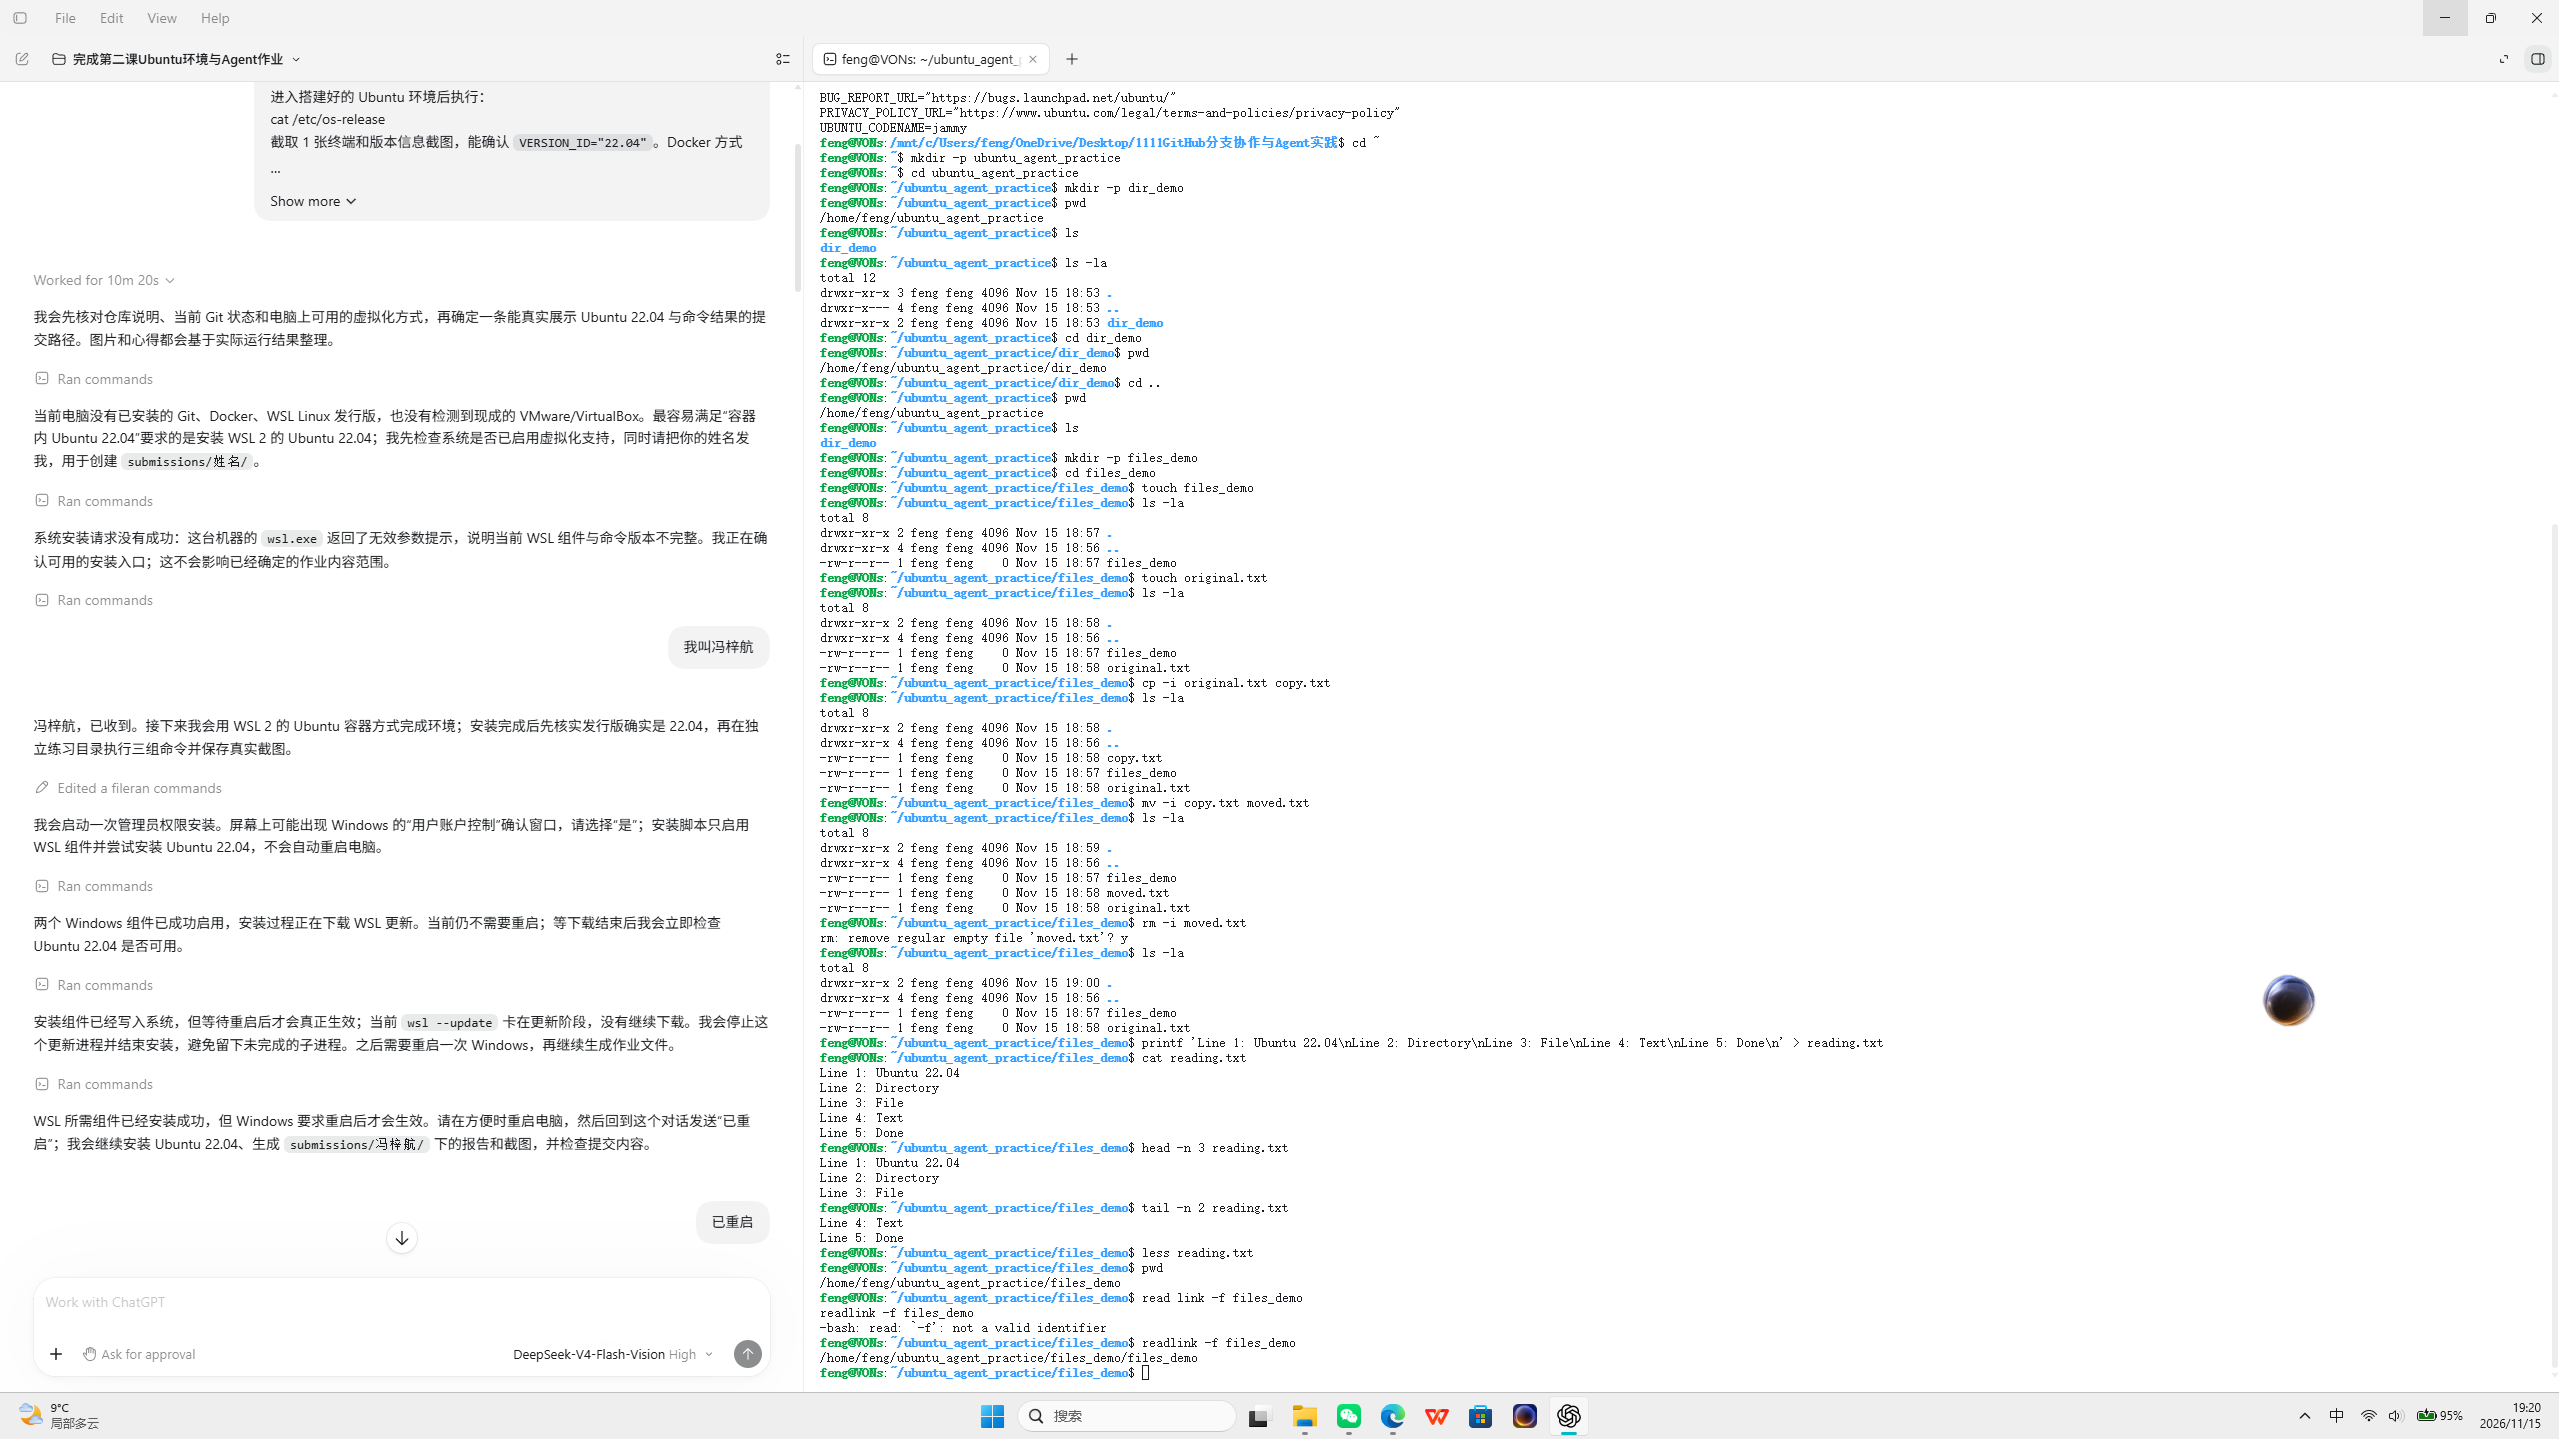 File Edit View Help
完成第二课Ubuntu环境与Agent作业
进入搭建好的 Ubuntu 环境后执行：
cat /etc/os-release
截取 1 张终端和版本信息截图，能确认 VERSION_ID="22.04" 。Docker 方式
...
Show more
Worked for 10m 20s
我会先核对仓库说明、当前 Git 状态和电脑上可用的虚拟化方式，再确定一条能真实展示 Ubuntu 22.04 与命令结果的提
交路径。图片和心得都会基于实际运行结果整理。
Ran commands
当前电脑没有已安装的 Git、Docker、WSL Linux 发行版，也没有检测到现成的 VMware/VirtualBox。最容易满足“容器
内 Ubuntu 22.04”要求的是安装 WSL 2 的 Ubuntu 22.04；我先检查系统是否已启用虚拟化支持，同时请把你的姓名发
我，用于创建 submissions/姓名/ 。
Ran commands
系统安装请求没有成功：这台机器的 wsl.exe 返回了无效参数提示，说明当前 WSL 组件与命令版本不完整。我正在确
认可用的安装入口；这不会影响已经确定的作业内容范围。
Ran commands
我叫冯梓航
冯梓航，已收到。接下来我会用 WSL 2 的 Ubuntu 容器方式完成环境；安装完成后先核实发行版确实是 22.04，再在独
立练习目录执行三组命令并保存真实截图。
Edited a fileran commands
我会启动一次管理员权限安装。屏幕上可能出现 Windows 的“用户账户控制”确认窗口，请选择“是”；安装脚本只启用
WSL 组件并尝试安装 Ubuntu 22.04，不会自动重启电脑。
Ran commands
两个 Windows 组件已成功启用，安装过程正在下载 WSL 更新。当前仍不需要重启；等下载结束后我会立即检查
Ubuntu 22.04 是否可用。
Ran commands
安装组件已经写入系统，但等待重启后才会真正生效；当前 wsl --update 卡在更新阶段，没有继续下载。我会停止这
个更新进程并结束安装，避免留下未完成的子进程。之后需要重启一次 Windows，再继续生成作业文件。
Ran commands
WSL 所需组件已经安装成功，但 Windows 要求重启后才会生效。请在方便时重启电脑，然后回到这个对话发送“已重
启”；我会继续安装 Ubuntu 22.04、生成 submissions/冯梓航/ 下的报告和截图，并检查提交内容。
已重启
Work with ChatGPT
Ask for approval
DeepSeek-V4-Flash-Vision High
feng@VONs: ~/ubuntu_agent_
BUG_REPORT_URL="https://bugs.launchpad.net/ubuntu/"
PRIVACY_POLICY_URL="https://www.ubuntu.com/legal/terms-and-policies/privacy-policy"
UBUNTU_CODENAME=jammy
feng@VONs:/mnt/c/Users/feng/OneDrive/Desktop/1111GitHub分支协作与Agent实践$ cd ~
feng@VONs:~$ mkdir -p ubuntu_agent_practice
feng@VONs:~$ cd ubuntu_agent_practice
feng@VONs:~/ubuntu_agent_practice$ mkdir -p dir_demo
feng@VONs:~/ubuntu_agent_practice$ pwd
/home/feng/ubuntu_agent_practice
feng@VONs:~/ubuntu_agent_practice$ ls
dir_demo
feng@VONs:~/ubuntu_agent_practice$ ls -la
total 12
drwxr-xr-x 3 feng feng 4096 Nov 15 18:53 .
drwxr-x--- 4 feng feng 4096 Nov 15 18:53 ..
drwxr-xr-x 2 feng feng 4096 Nov 15 18:53 dir_demo
feng@VONs:~/ubuntu_agent_practice$ cd dir_demo
feng@VONs:~/ubuntu_agent_practice/dir_demo$ pwd
/home/feng/ubuntu_agent_practice/dir_demo
feng@VONs:~/ubuntu_agent_practice/dir_demo$ cd ..
feng@VONs:~/ubuntu_agent_practice$ pwd
/home/feng/ubuntu_agent_practice
feng@VONs:~/ubuntu_agent_practice$ ls
dir_demo
feng@VONs:~/ubuntu_agent_practice$ mkdir -p files_demo
feng@VONs:~/ubuntu_agent_practice$ cd files_demo
feng@VONs:~/ubuntu_agent_practice/files_demo$ touch files_demo
feng@VONs:~/ubuntu_agent_practice/files_demo$ ls -la
total 8
drwxr-xr-x 2 feng feng 4096 Nov 15 18:57 .
drwxr-xr-x 4 feng feng 4096 Nov 15 18:56 ..
-rw-r--r-- 1 feng feng    0 Nov 15 18:57 files_demo
feng@VONs:~/ubuntu_agent_practice/files_demo$ touch original.txt
feng@VONs:~/ubuntu_agent_practice/files_demo$ ls -la
total 8
drwxr-xr-x 2 feng feng 4096 Nov 15 18:58 .
drwxr-xr-x 4 feng feng 4096 Nov 15 18:56 ..
-rw-r--r-- 1 feng feng    0 Nov 15 18:57 files_demo
-rw-r--r-- 1 feng feng    0 Nov 15 18:58 original.txt
feng@VONs:~/ubuntu_agent_practice/files_demo$ cp -i original.txt copy.txt
feng@VONs:~/ubuntu_agent_practice/files_demo$ ls -la
total 8
drwxr-xr-x 2 feng feng 4096 Nov 15 18:58 .
drwxr-xr-x 4 feng feng 4096 Nov 15 18:56 ..
-rw-r--r-- 1 feng feng    0 Nov 15 18:58 copy.txt
-rw-r--r-- 1 feng feng    0 Nov 15 18:57 files_demo
-rw-r--r-- 1 feng feng    0 Nov 15 18:58 original.txt
feng@VONs:~/ubuntu_agent_practice/files_demo$ mv -i copy.txt moved.txt
feng@VONs:~/ubuntu_agent_practice/files_demo$ ls -la
total 8
drwxr-xr-x 2 feng feng 4096 Nov 15 18:59 .
drwxr-xr-x 4 feng feng 4096 Nov 15 18:56 ..
-rw-r--r-- 1 feng feng    0 Nov 15 18:57 files_demo
-rw-r--r-- 1 feng feng    0 Nov 15 18:58 moved.txt
-rw-r--r-- 1 feng feng    0 Nov 15 18:58 original.txt
feng@VONs:~/ubuntu_agent_practice/files_demo$ rm -i moved.txt
rm: remove regular empty file 'moved.txt'? y
feng@VONs:~/ubuntu_agent_practice/files_demo$ ls -la
total 8
drwxr-xr-x 2 feng feng 4096 Nov 15 19:00 .
drwxr-xr-x 4 feng feng 4096 Nov 15 18:56 ..
-rw-r--r-- 1 feng feng    0 Nov 15 18:57 files_demo
-rw-r--r-- 1 feng feng    0 Nov 15 18:58 original.txt
feng@VONs:~/ubuntu_agent_practice/files_demo$ printf 'Line 1: Ubuntu 22.04\nLine 2: Directory\nLine 3: File\nLine 4: Text\nLine 5: Done\n' > reading.txt
feng@VONs:~/ubuntu_agent_practice/files_demo$ cat reading.txt
Line 1: Ubuntu 22.04
Line 2: Directory
Line 3: File
Line 4: Text
Line 5: Done
feng@VONs:~/ubuntu_agent_practice/files_demo$ head -n 3 reading.txt
Line 1: Ubuntu 22.04
Line 2: Directory
Line 3: File
feng@VONs:~/ubuntu_agent_practice/files_demo$ tail -n 2 reading.txt
Line 4: Text
Line 5: Done
feng@VONs:~/ubuntu_agent_practice/files_demo$ less reading.txt
feng@VONs:~/ubuntu_agent_practice/files_demo$ pwd
/home/feng/ubuntu_agent_practice/files_demo
feng@VONs:~/ubuntu_agent_practice/files_demo$ read link -f files_demo
readlink -f files_demo
-bash: read: `-f': not a valid identifier
feng@VONs:~/ubuntu_agent_practice/files_demo$ readlink -f files_demo
/home/feng/ubuntu_agent_practice/files_demo/files_demo
feng@VONs:~/ubuntu_agent_practice/files_demo$
9°C
局部多云
搜索
中
95%
19:20
2026/11/15